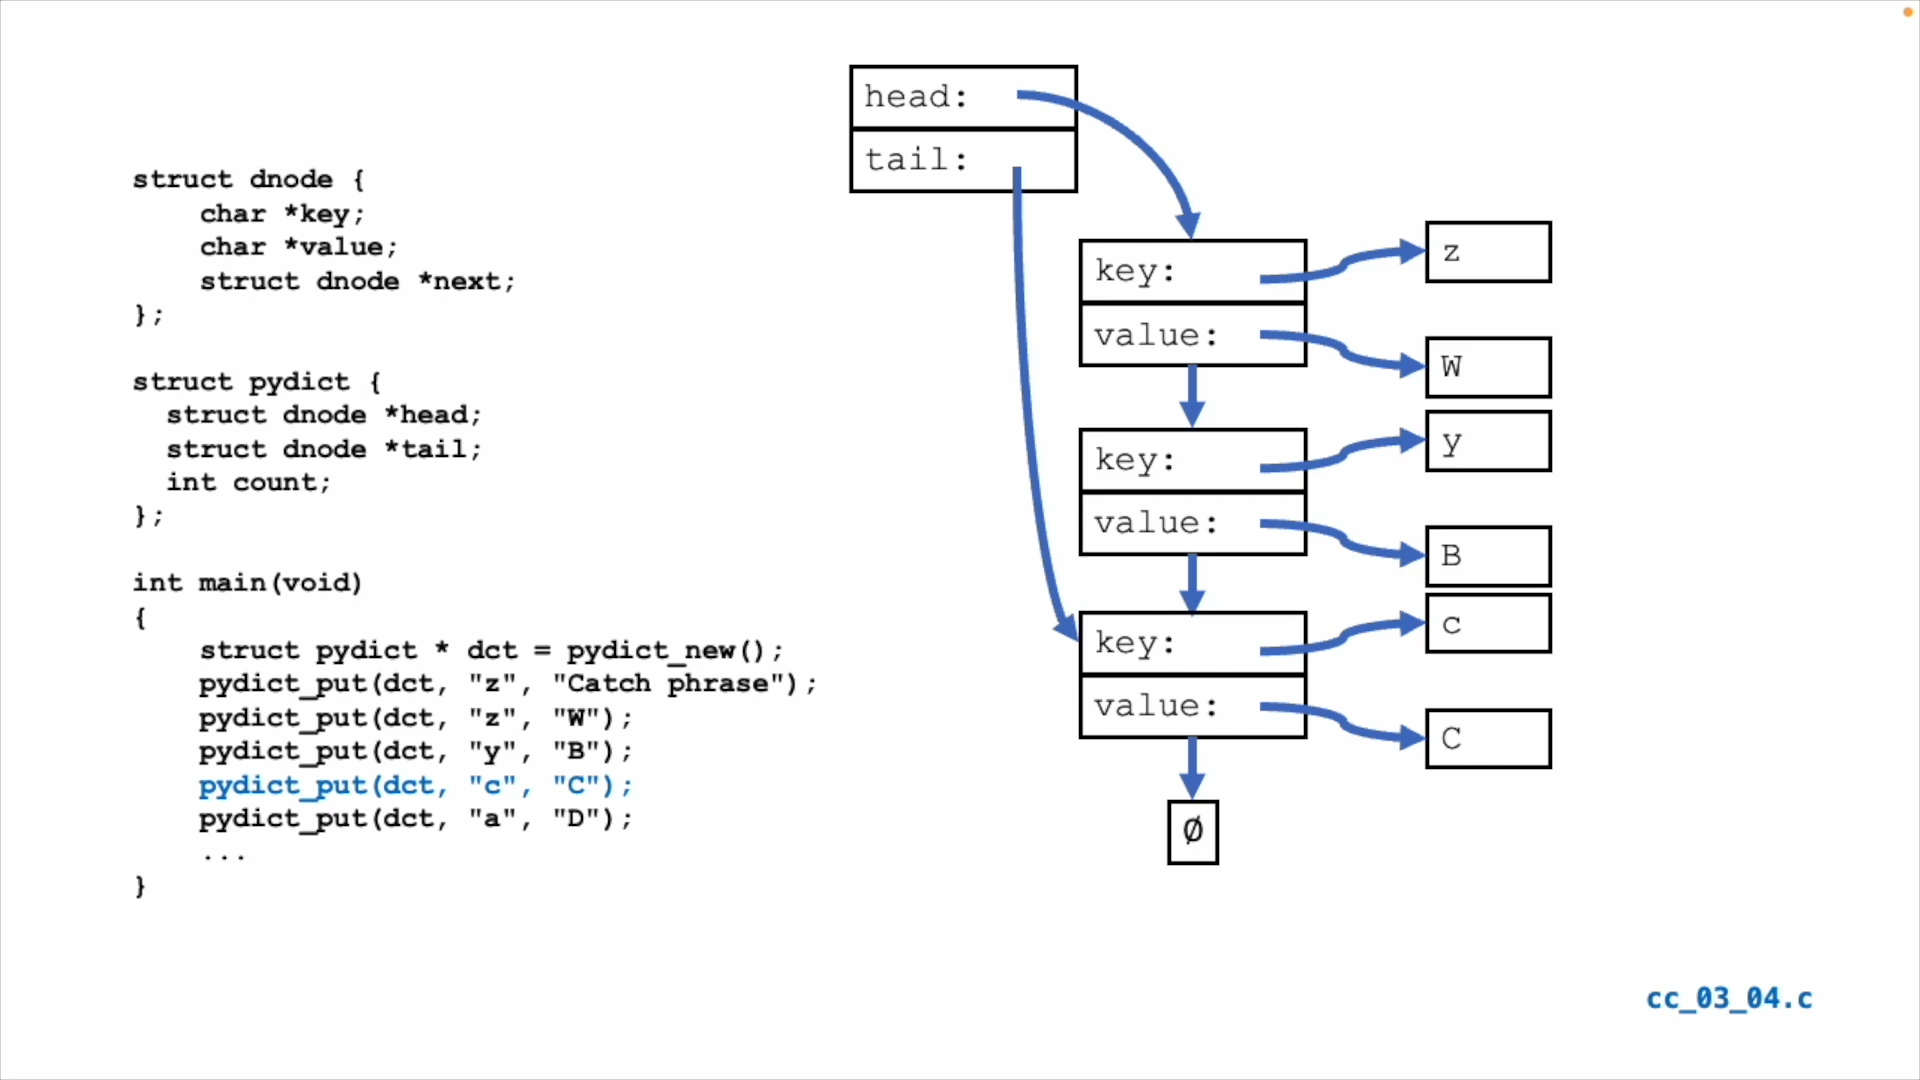 struct dnode {
char *key;
char *value;
struct dnode *next;
};
struct pydict {
struct dnode *head;
struct dnode *tail;
int count;
};
int main(void)
{
struct pydict * dct = pydict_new();
pydict_put(dct, "z", "Catch phrase");
pydict_put(dct, "z", "W");
pydict_put(dct, "y", "B");
pydict_put(dct, "c", "C");
pydict_put(dct, "a", "D");
...
}
head:
tail:
key:
z
value:
W
key:
y
value:
B
key:
c
value:
C
Ø
cc_03_04.c